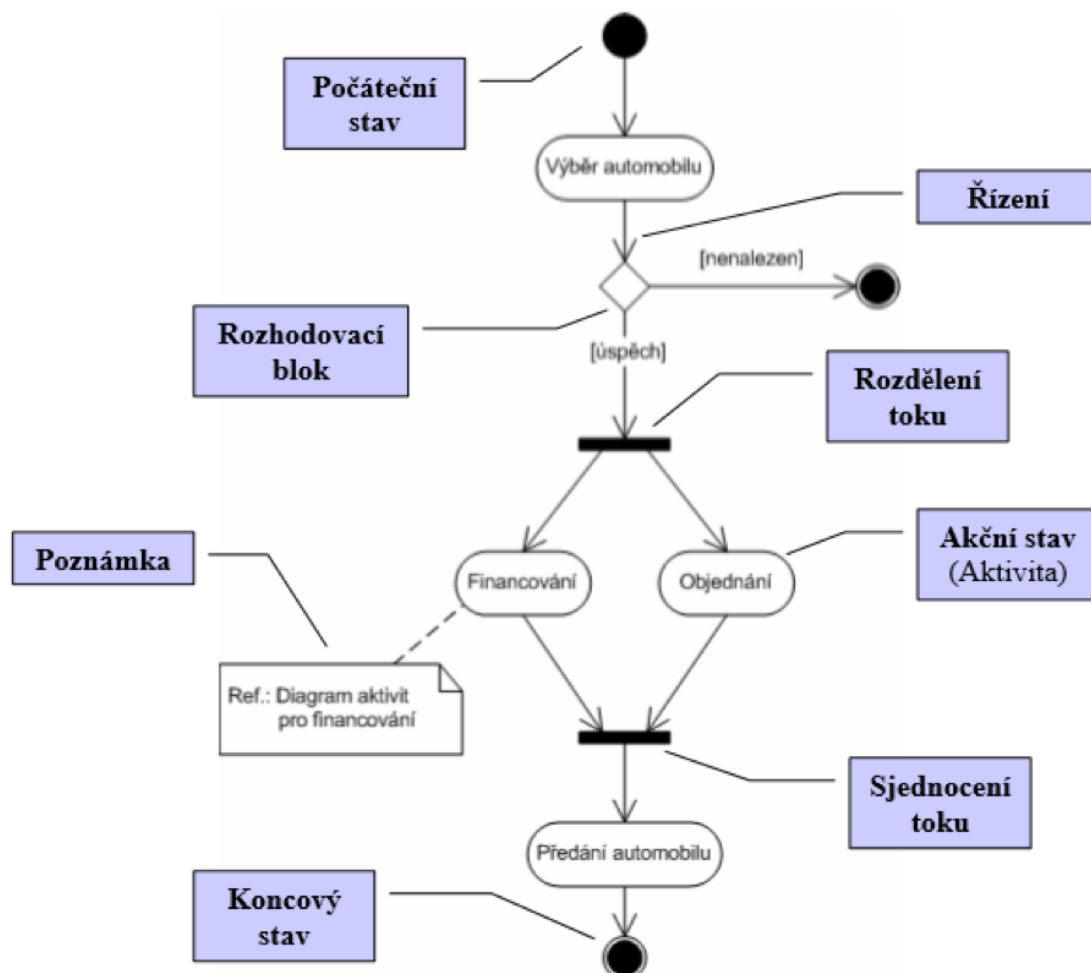 Počáteční
stav
Výběr automobilu
Řízení
[nenalezen]
Rozhodovací
blok
[úspěch]
Rozdělení
toku
Poznámka
Financování
Objednání
Akční stav
(Aktivita)
Ref.: Diagram aktivit
pro financování
Sjednocení
toku
Předání automobilu
Koncový
stav